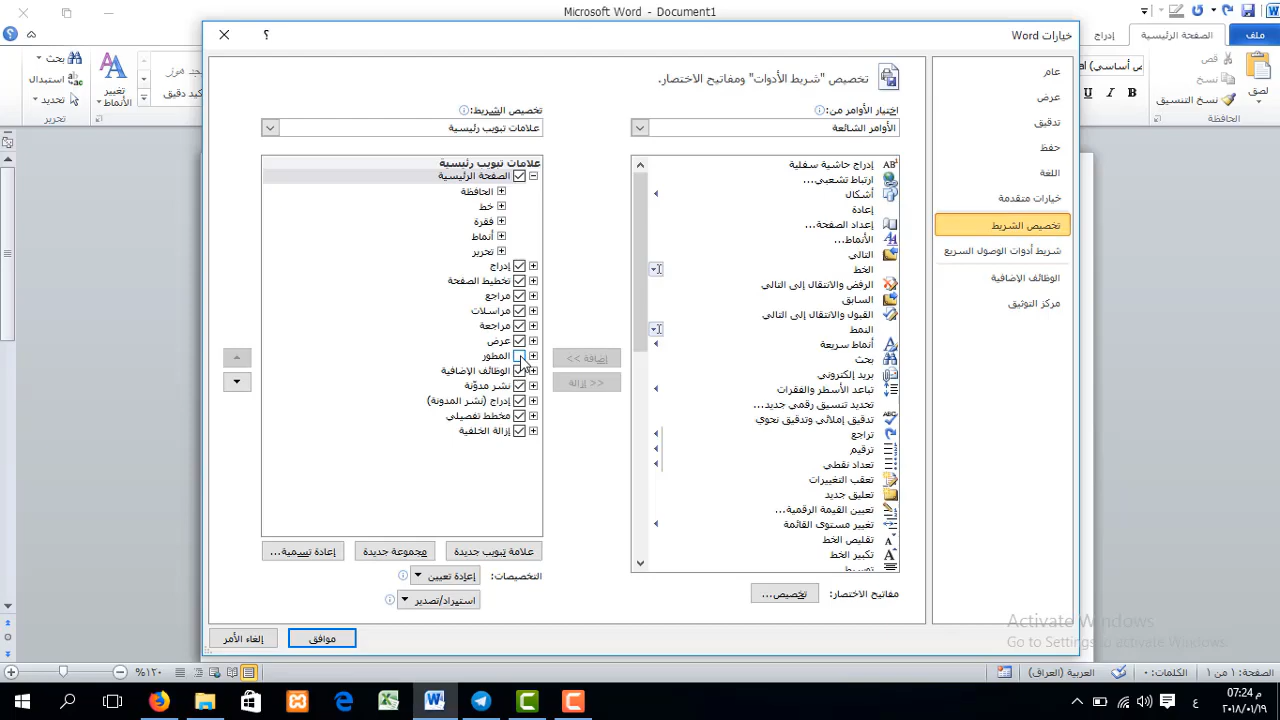 Microsoft Word - Document1
ملف
الصفحة الرئيسية
إدراج
قص
نسخ
نسخ التنسيق
لصق
الحافظة
بحث
استبدال
تحديد
تحرير
تغيير
الأنماط
خيارات Word
؟
عام
عرض
تدقيق
حفظ
اللغة
خيارات متقدمة
تخصيص الشريط
شريط أدوات الوصول السريع
الوظائف الإضافية
مركز التوثيق
تخصيص "شريط الأدوات" ومفاتيح الاختصار.
اختيار الأوامر من:
الأوامر الشائعة
إدراج حاشية سفلية
ارتباط تشعبي...
أشكال
إعادة
إعداد الصفحة...
الأنماط...
التالي
الخط
الرفض والانتقال إلى التالي
السابق
القبول والانتقال إلى التالي
النمط
أنماط سريعة
بحث
بريد إلكتروني
تباعد الأسطر والفقرات
تحديد تنسيق رقمي جديد...
تدقيق إملائي وتدقيق نحوي
تراجع
ترقيم
تعداد نقطي
تعقب التغييرات
تعليق جديد
تعيين القيمة الرقمية...
تغيير مستوى القائمة
تقليص الخط
تكبير الخط
توسيط
مفاتيح الاختصار:
تخصيص...
إضافة >>
<< إزالة
تخصيص الشريط:
علامات تبويب رئيسية
علامات تبويب رئيسية
الصفحة الرئيسية
الحافظة
خط
فقرة
أنماط
تحرير
إدراج
تخطيط الصفحة
مراجع
مراسلات
مراجعة
عرض
المطور
الوظائف الإضافية
نشر مدوّنة
إدراج (نشر المدونة)
مخطط تفصيلي
إزالة الخلفية
علامة تبويب جديدة
مجموعة جديدة
إعادة تسمية...
التخصيصات:
إعادة تعيين
استيراد/تصدير
موافق
إلغاء الأمر
Activate Windows
Go to Settings to activate Windows.
الصفحة: ١ من ١
الكلمات: ٠
العربية (العراق)
١٢٠%
ع
07:24 م
٢٠١٨/٠١/١٩